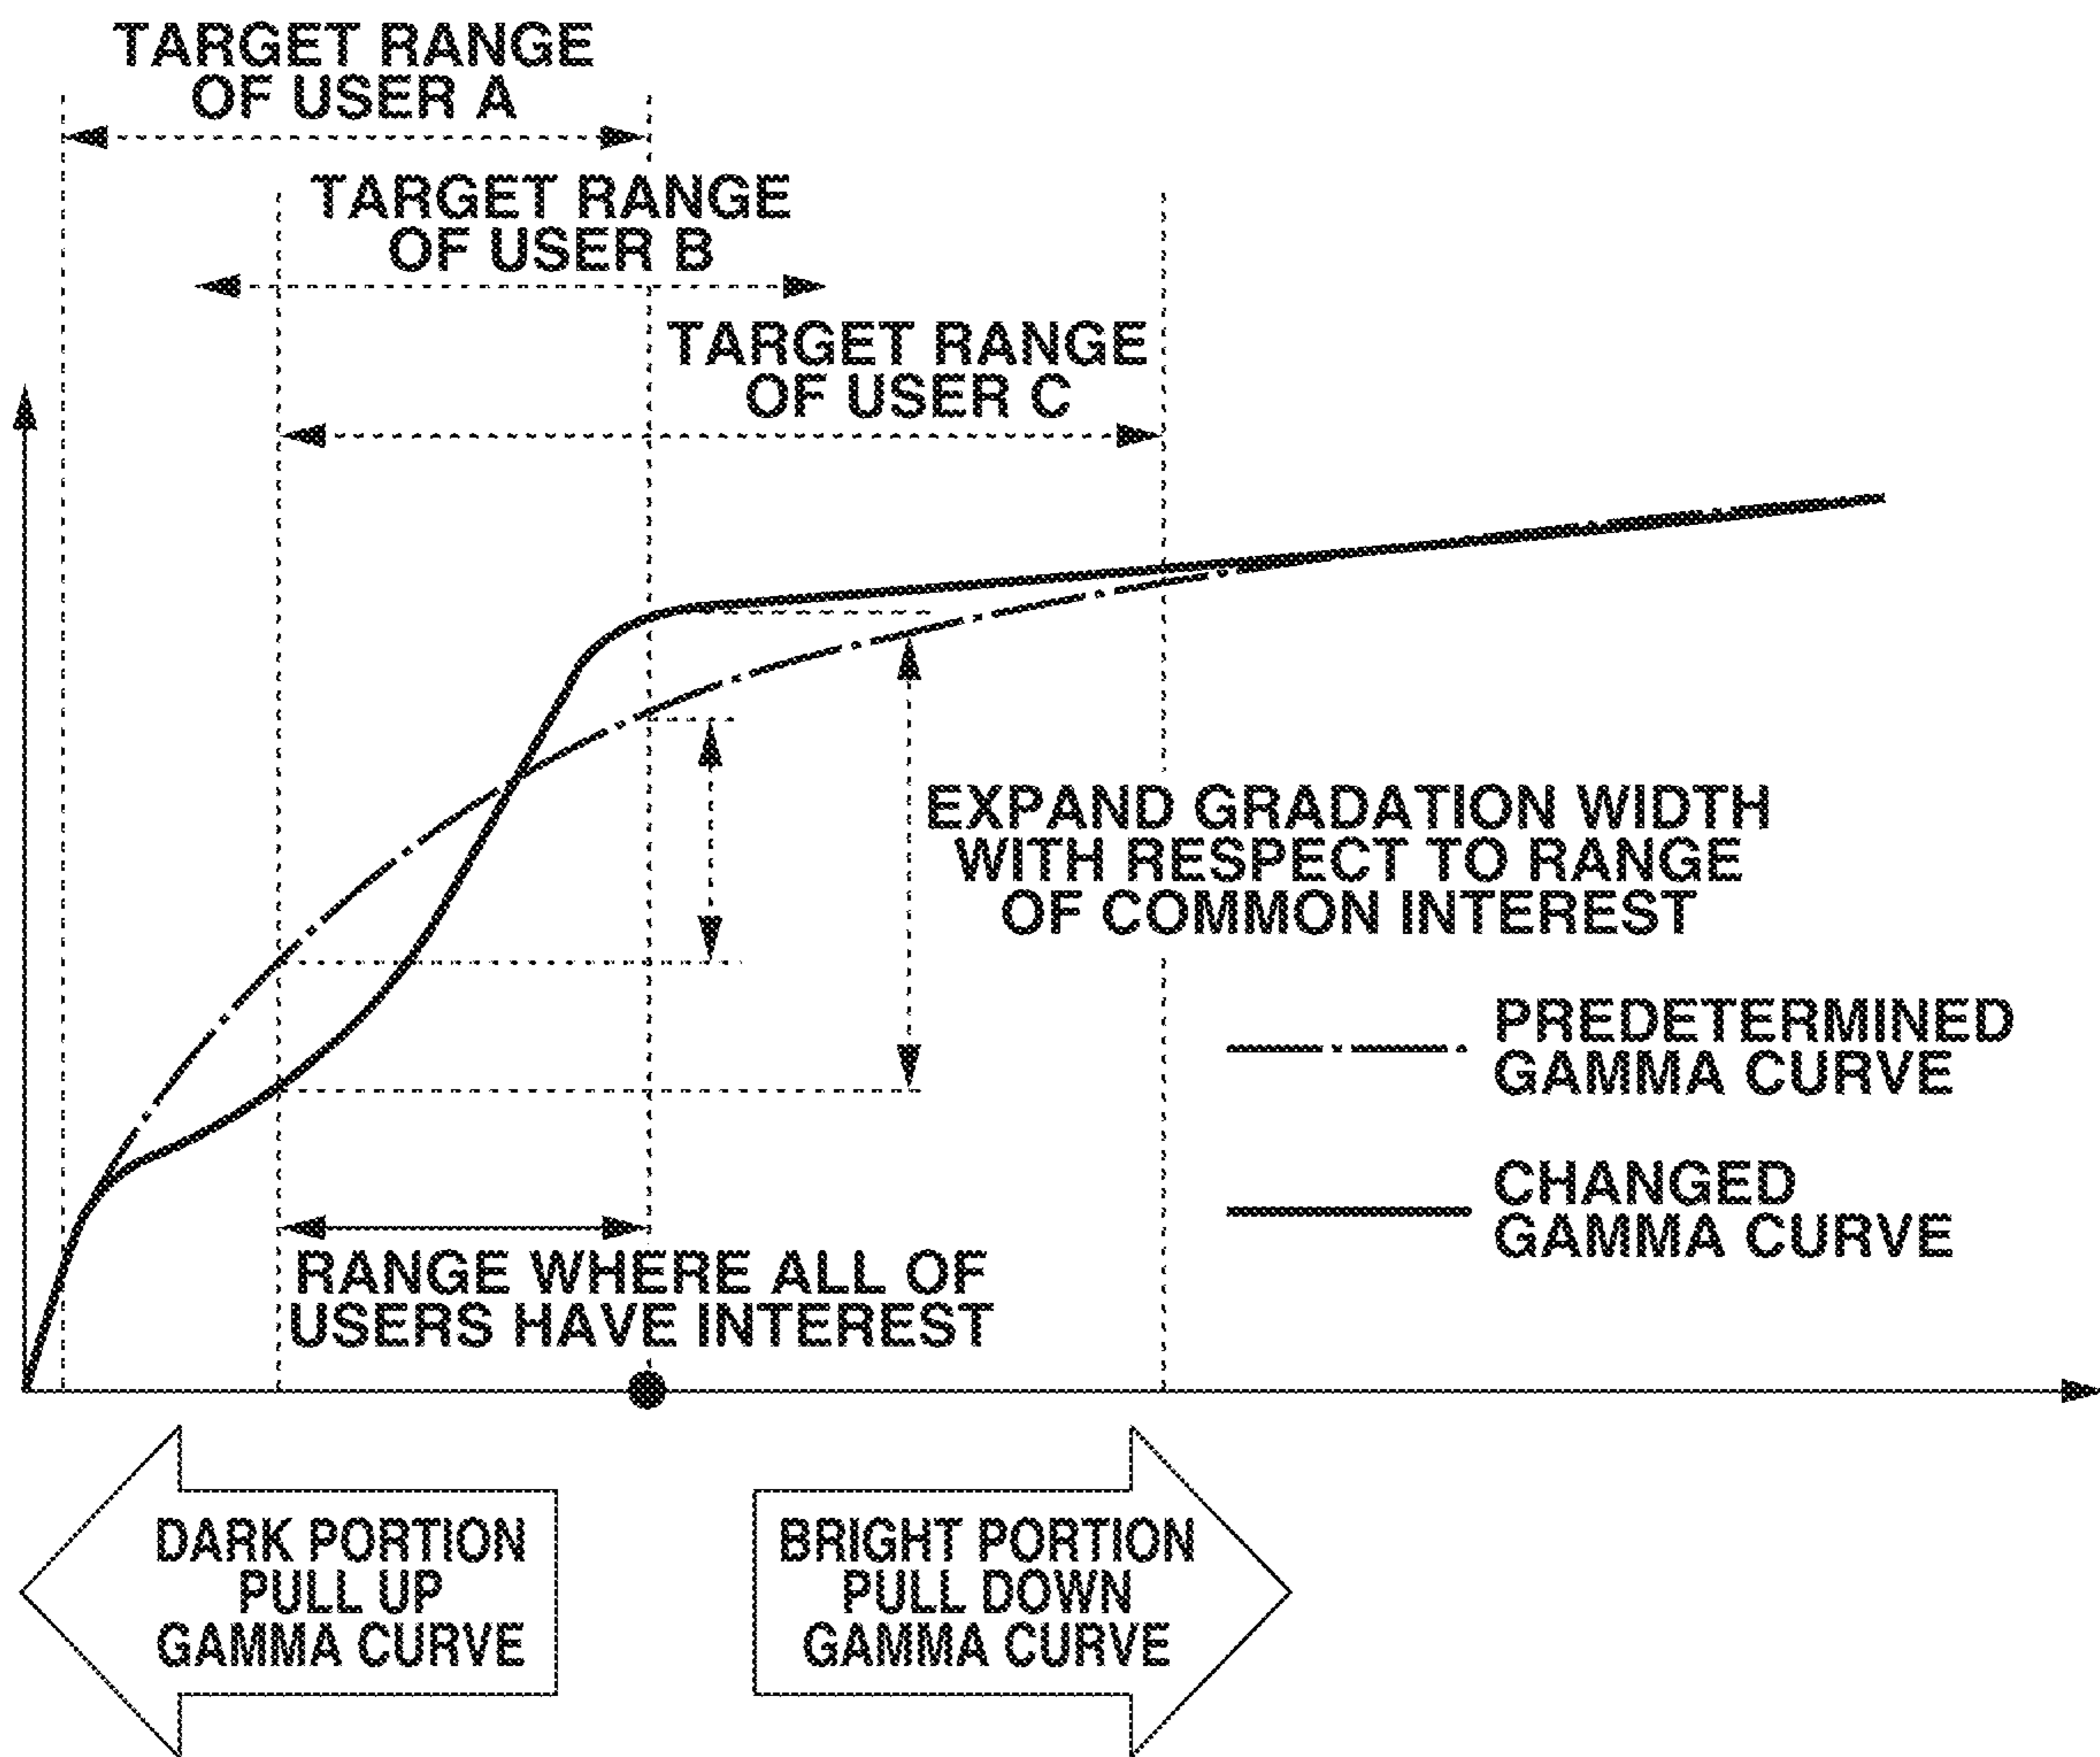 TARGET RANGE
OF USER A
TARGET RANGE
OF USER B
TARGET RANGE
OF USER C
EXPAND GRADATION WIDTH
WITH RESPECT TO RANGE
OF COMMON INTEREST
PREDETERMINED
GAMMA CURVE
CHANGED
GAMMA CURVE
RANGE WHERE ALL OF
USERS HAVE INTEREST
DARK PORTION
PULL UP
GAMMA CURVE
BRIGHT PORTION
PULL DOWN
GAMMA CURVE